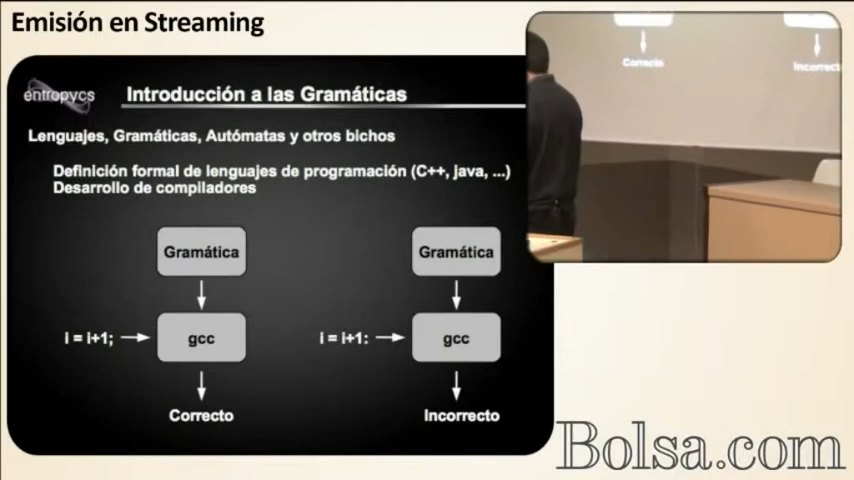 Emisión en Streaming
entropycs
Introducción a las Gramáticas
Lenguajes, Gramáticas, Autómatas y otros bichos
Definición formal de lenguajes de programación (C++, java, ...)
Desarrollo de compiladores
Gramática
Gramática
i = i+1;
gcc
i = i+1:
gcc
Correcto
Incorrecto
Correcto
Incorrect
Bolsa.com